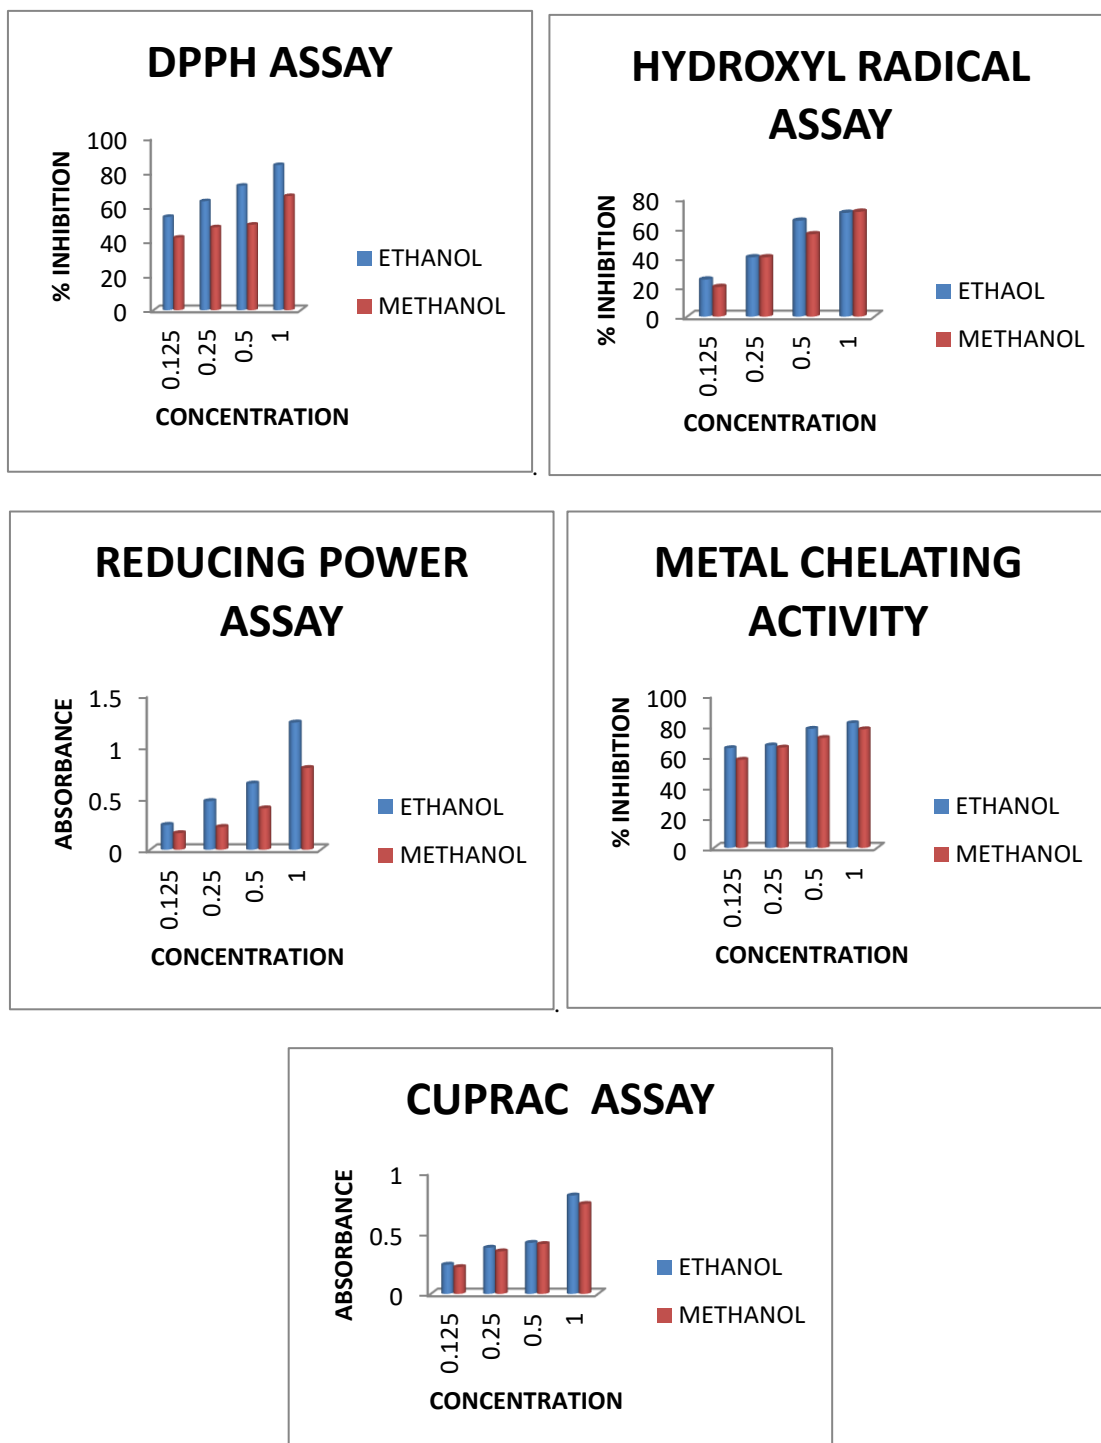 DPPH ASSAY
% INHIBITION
100
80
60
40
20
0
0.125
0.25
0.5
1
CONCENTRATION
ETHANOL
METHANOL
.
HYDROXYL RADICAL
ASSAY
% INHIBITION
80
60
40
20
0
0.125
0.25
0.5
1
CONCENTRATION
ETHAOL
METHANOL
REDUCING POWER
ASSAY
ABSORBANCE
1.5
1
0.5
0
0.125
0.25
0.5
1
CONCENTRATION
ETHANOL
METHANOL
.
METAL CHELATING
ACTIVITY
% INHIBITION
100
80
60
40
20
0
0.125
0.25
0.5
1
CONCENTRATION
ETHANOL
METHANOL
CUPRAC  ASSAY
ABSORBANCE
1
0.5
0
0.125
0.25
0.5
1
CONCENTRATION
ETHANOL
METHANOL